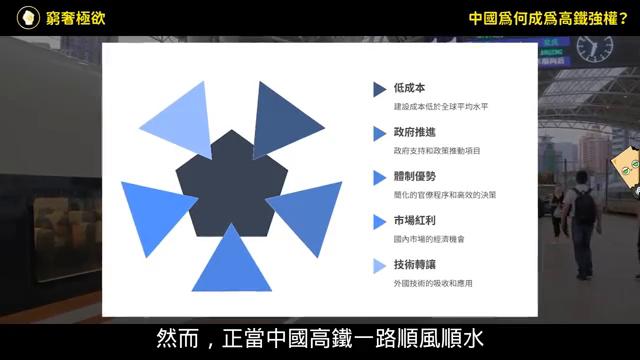 窮奢極欲
中國爲何成爲高鐵強權?
低成本
建設成本低於全球平均水平
政府推進
政府支持和政策推動項目
體制優勢
簡化的官僚程序和高效的決策
市場紅利
國內市場的經濟機會
技術轉讓
外國技術的吸收和應用
然而，正當中國高鐵一路順風順水